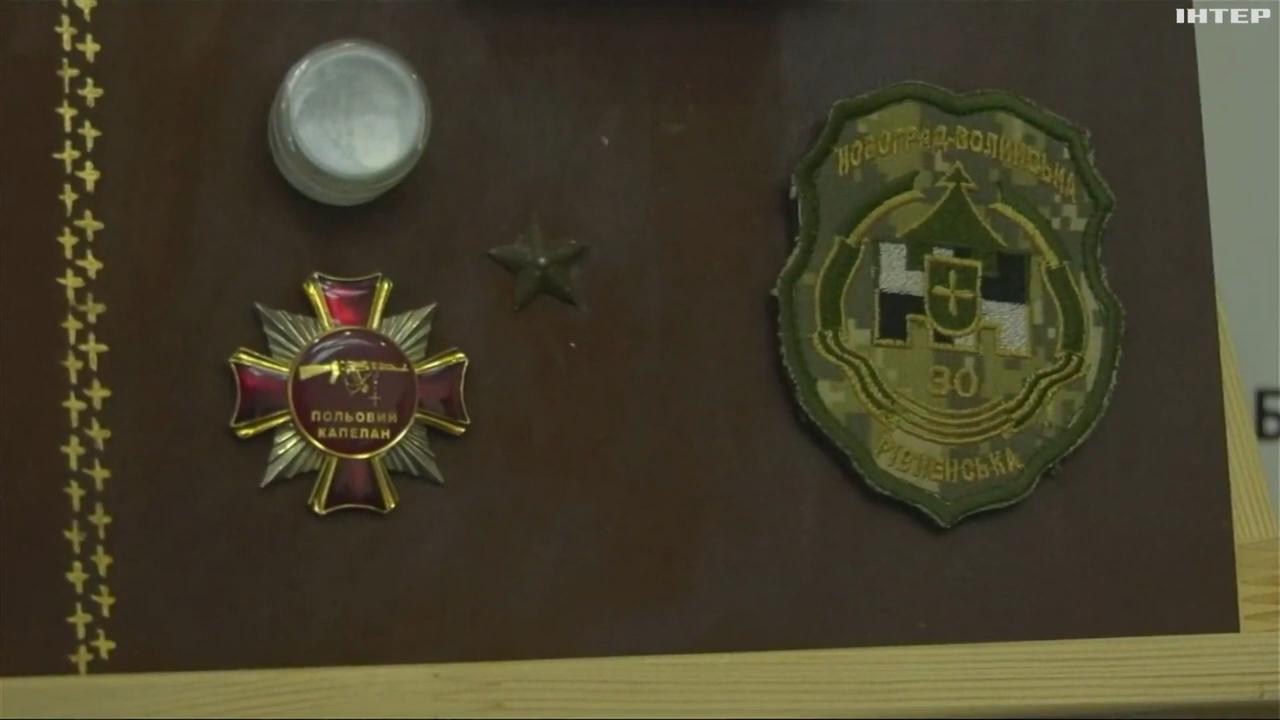 ІНТЕР
НОВОГРАД-ВОЛИНСЬКА
30
РІВНЕНСЬКА
ПОЛЬОВИЙ
КАПЕЛАН
Б